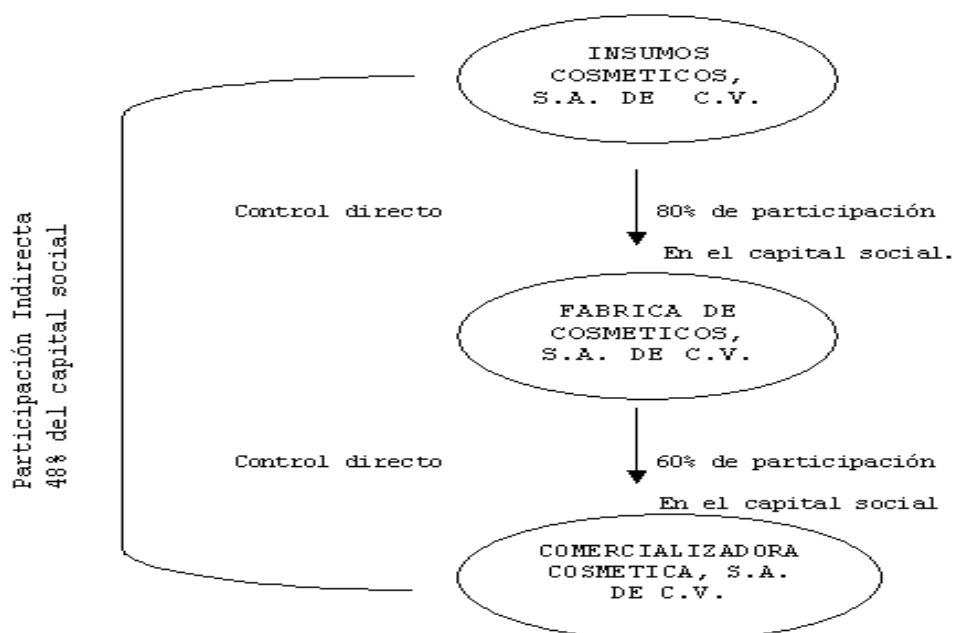 INSUMOS
COSMETICOS,
S.A. DE C.V.
Control directo
80% de participación
En el capital social.
Participación Indirecta
48% del capital social
FABRICA DE
COSMETICOS,
S.A. DE C.V.
Control directo
60% de participación
En el capital social
COMERCIALIZADORA
COSMETICA, S.A.
DE C.V.